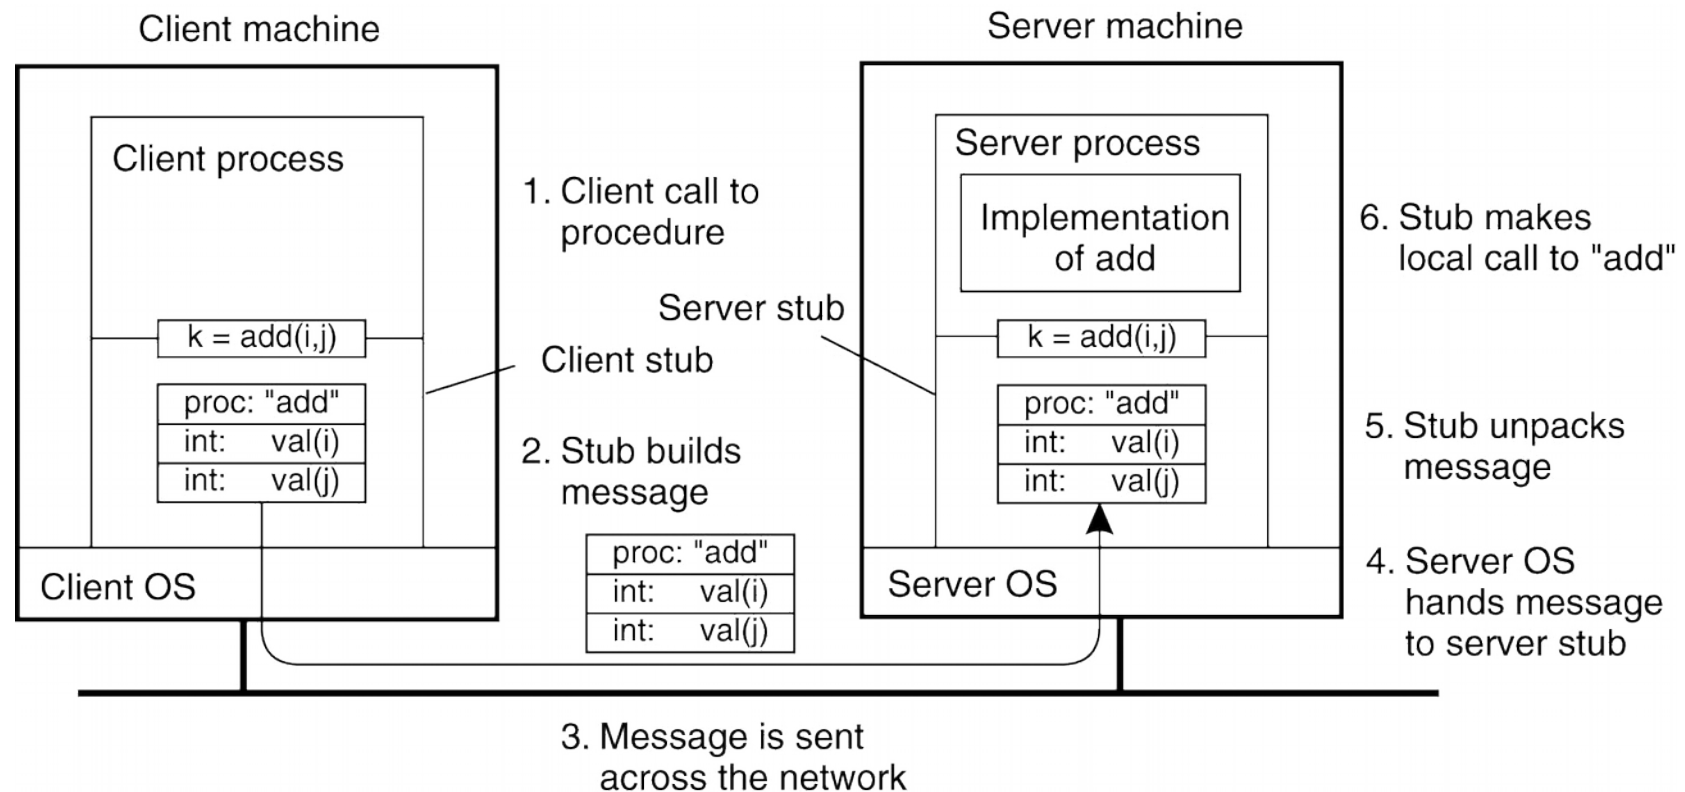 Client machine
Server machine
Client process
1. Client call to
procedure
Server process
Implementation
of add
6. Stub makes
local call to "add"
Server stub
k = add(i,j)
k = add(i,j)
Client stub
proc: "add"
int: val(i)
int: val(j)
2. Stub builds
message
proc: "add"
int: val(i)
int: val(j)
proc: "add"
int: val(i)
int: val(j)
5. Stub unpacks
message
Client OS
Server OS
4. Server OS
hands message
to server stub
3. Message is sent
across the network